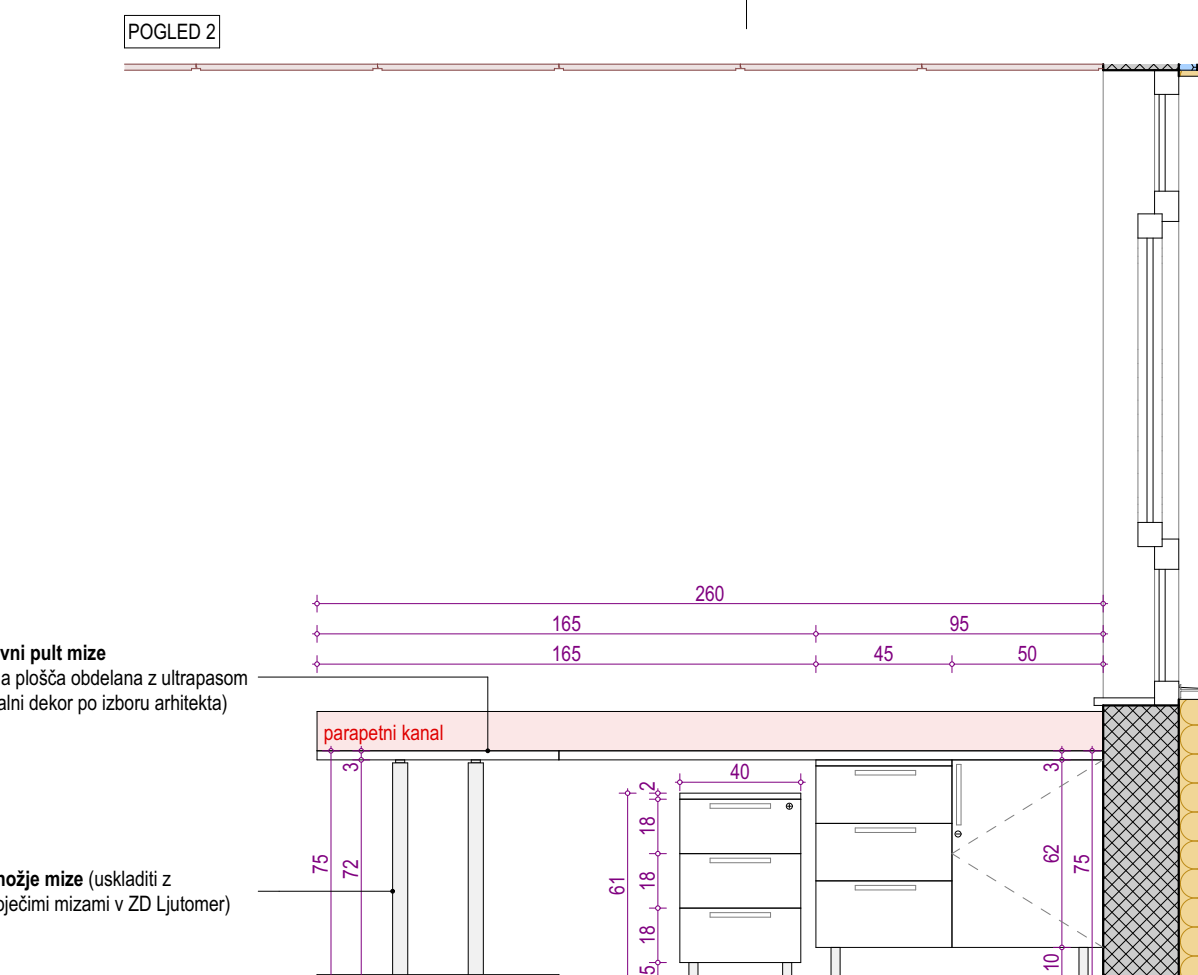 POGLED 2
260
165
95
165
45
50
vni pult mize
a plošča obdelana z ultrapasom
alni dekor po izboru arhitekta)
parapetni kanal
3
40
3
2
18
75
72
18
61
62
75
nožje mize (uskladiti z
oječimi mizami v ZD Ljutomer)
18
5
10